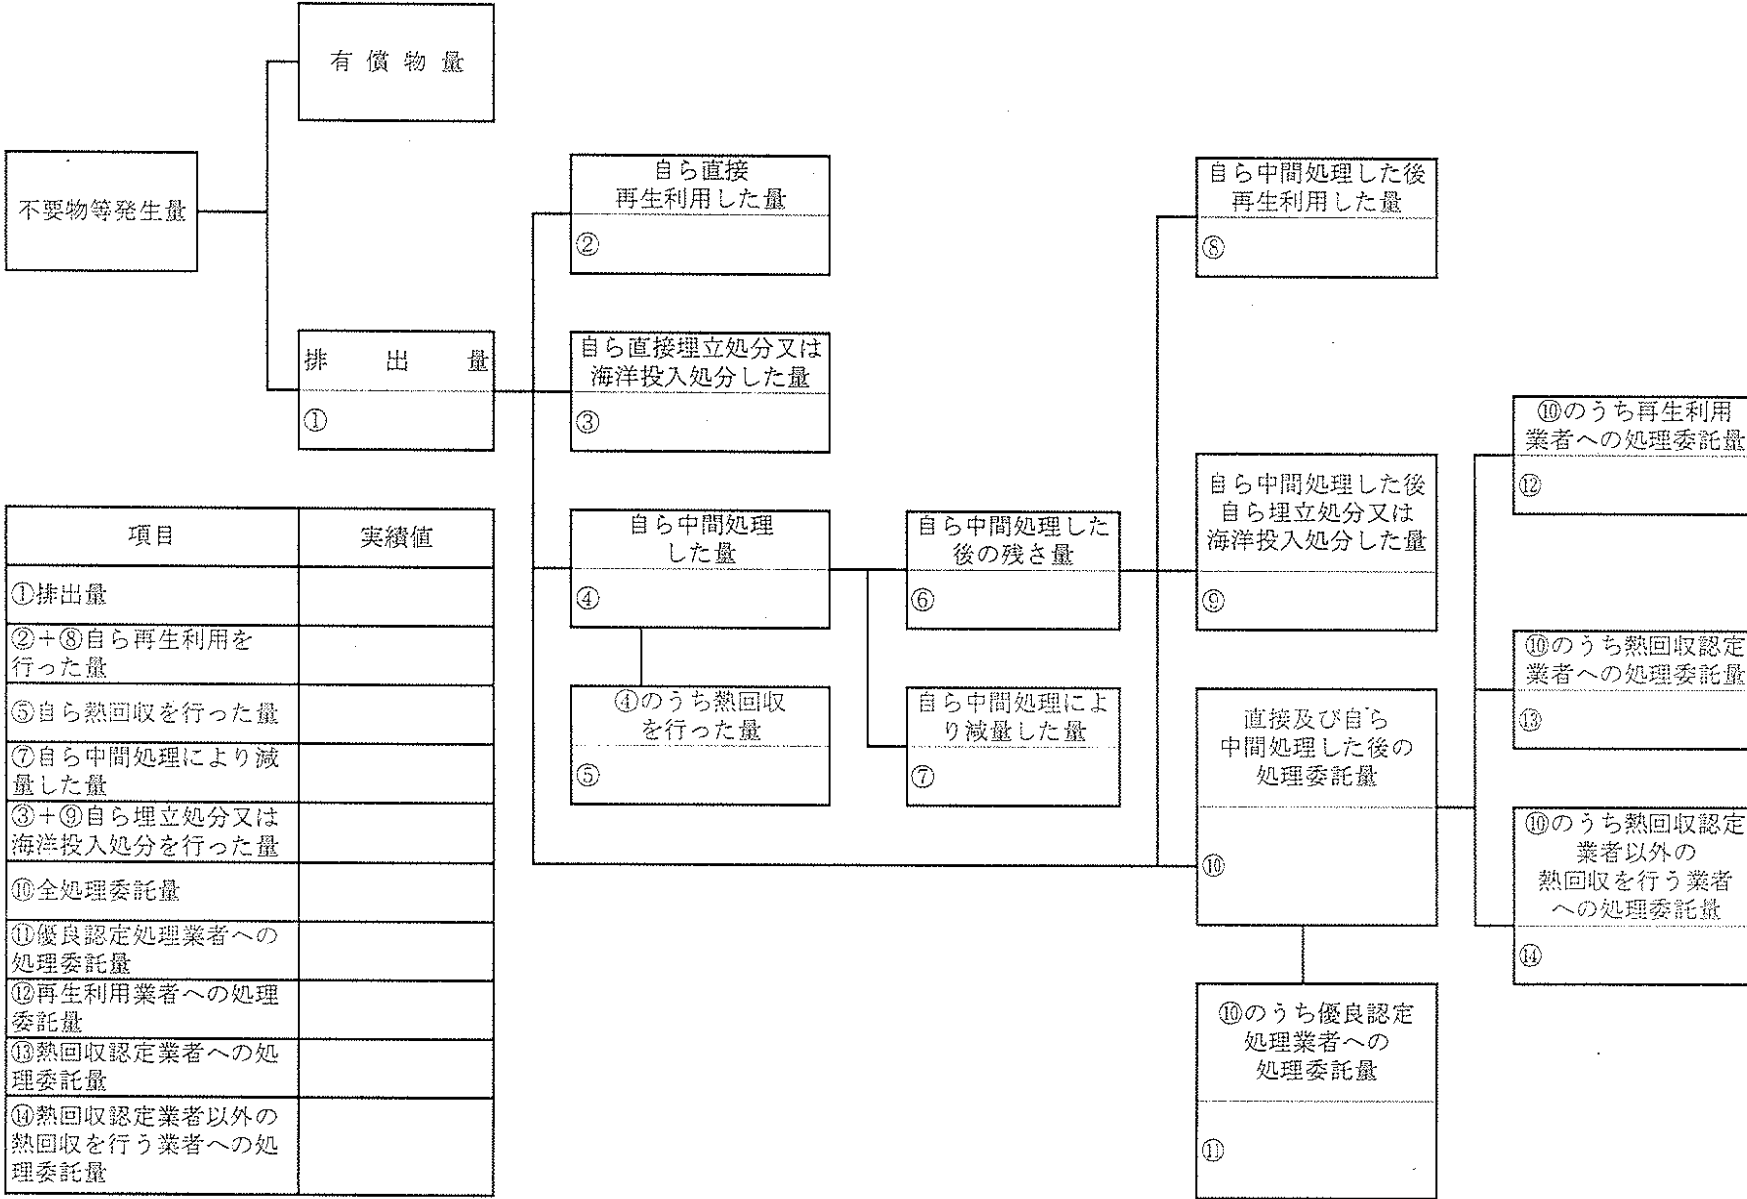 有償物量
不要物等発生量
排出量
①
自ら直接
再生利用した量
②
自ら直接埋立処分又は
海洋投入処分した量
③
自ら中間処理
した量
④
④のうち熱回収
を行った量
⑤
自ら中間処理した
後の残さ量
⑥
自ら中間処理によ
り減量した量
⑦
自ら中間処理した後
再生利用した量
⑧
自ら中間処理した後
自ら埋立処分又は
海洋投入処分した量
⑨
直接及び自ら
中間処理した後の
処理委託量
⑩
⑩のうち優良認定
処理業者への
処理委託量
⑪
⑩のうち再生利用
業者への処理委託量
⑫
⑩のうち熱回収認定
業者への処理委託量
⑬
⑩のうち熱回収認定
業者以外の
熱回収を行う業者
への処理委託量
⑭
項目 実績値
①排出量
②+⑧自ら再生利用を
行った量
⑤自ら熱回収を行った量
⑦自ら中間処理により減
量した量
③+⑨自ら埋立処分又は
海洋投入処分を行った量
⑩全処理委託量
⑪優良認定処理業者への
処理委託量
⑫再生利用業者への処理
委託量
⑬熱回収認定業者への処
理委託量
⑭熱回収認定業者以外の
熱回収を行う業者への処
理委託量